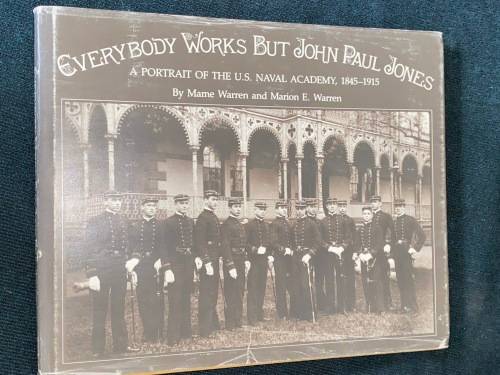 EVERYBODY WORKS BUT JOHN PAUL JONES
A PORTRAIT OF THE U.S. NAVAL ACADEMY, 1845–1915
By Mame Warren and Marion E. Warren